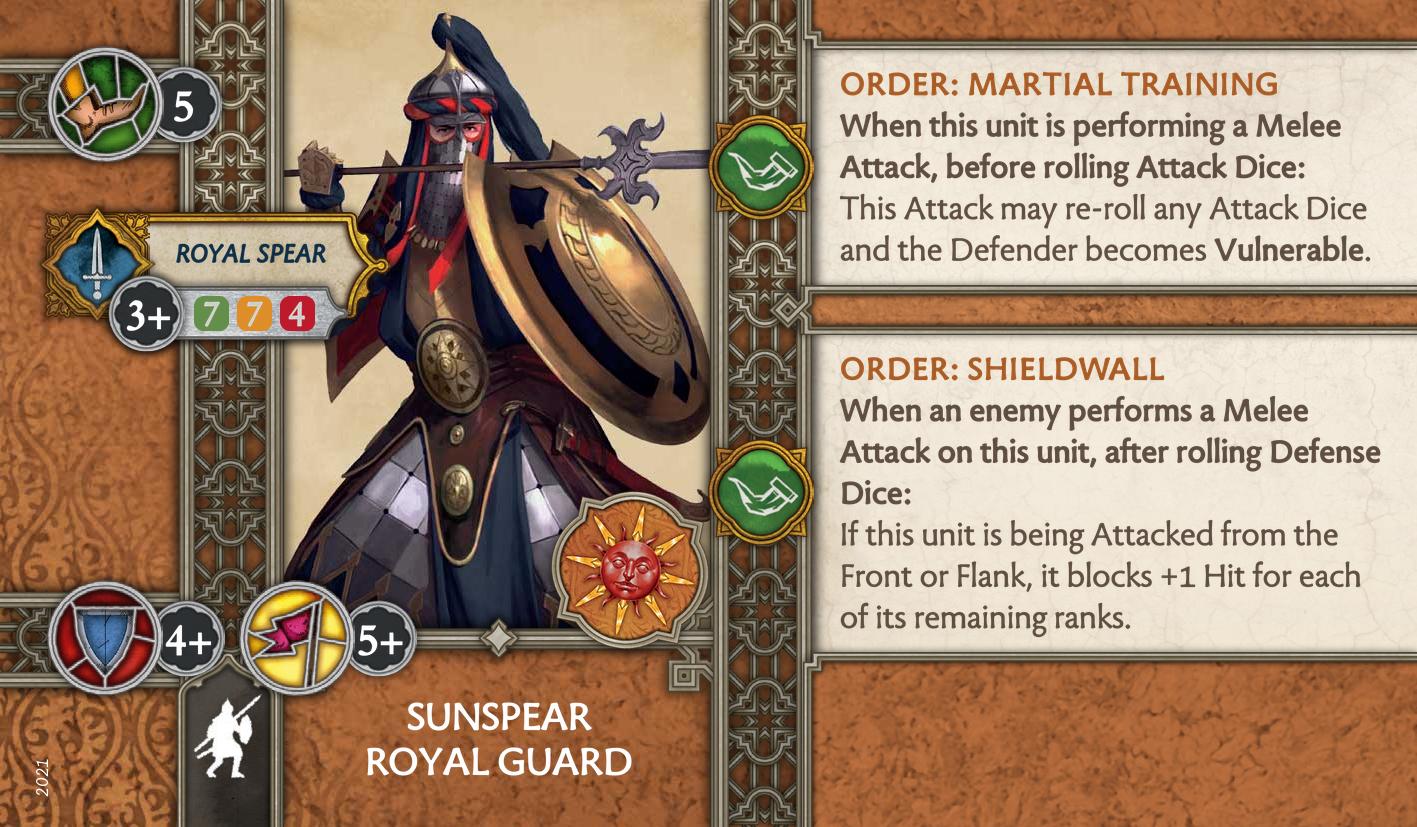 5
ROYAL SPEAR
3+ 7 7 4
4+ 5+
SUNSPEAR
ROYAL GUARD
2021
ORDER: MARTIAL TRAINING
When this unit is performing a Melee
Attack, before rolling Attack Dice:
This Attack may re-roll any Attack Dice
and the Defender becomes Vulnerable.
ORDER: SHIELDWALL
When an enemy performs a Melee
Attack on this unit, after rolling Defense
Dice:
If this unit is being Attacked from the
Front or Flank, it blocks +1 Hit for each
of its remaining ranks.